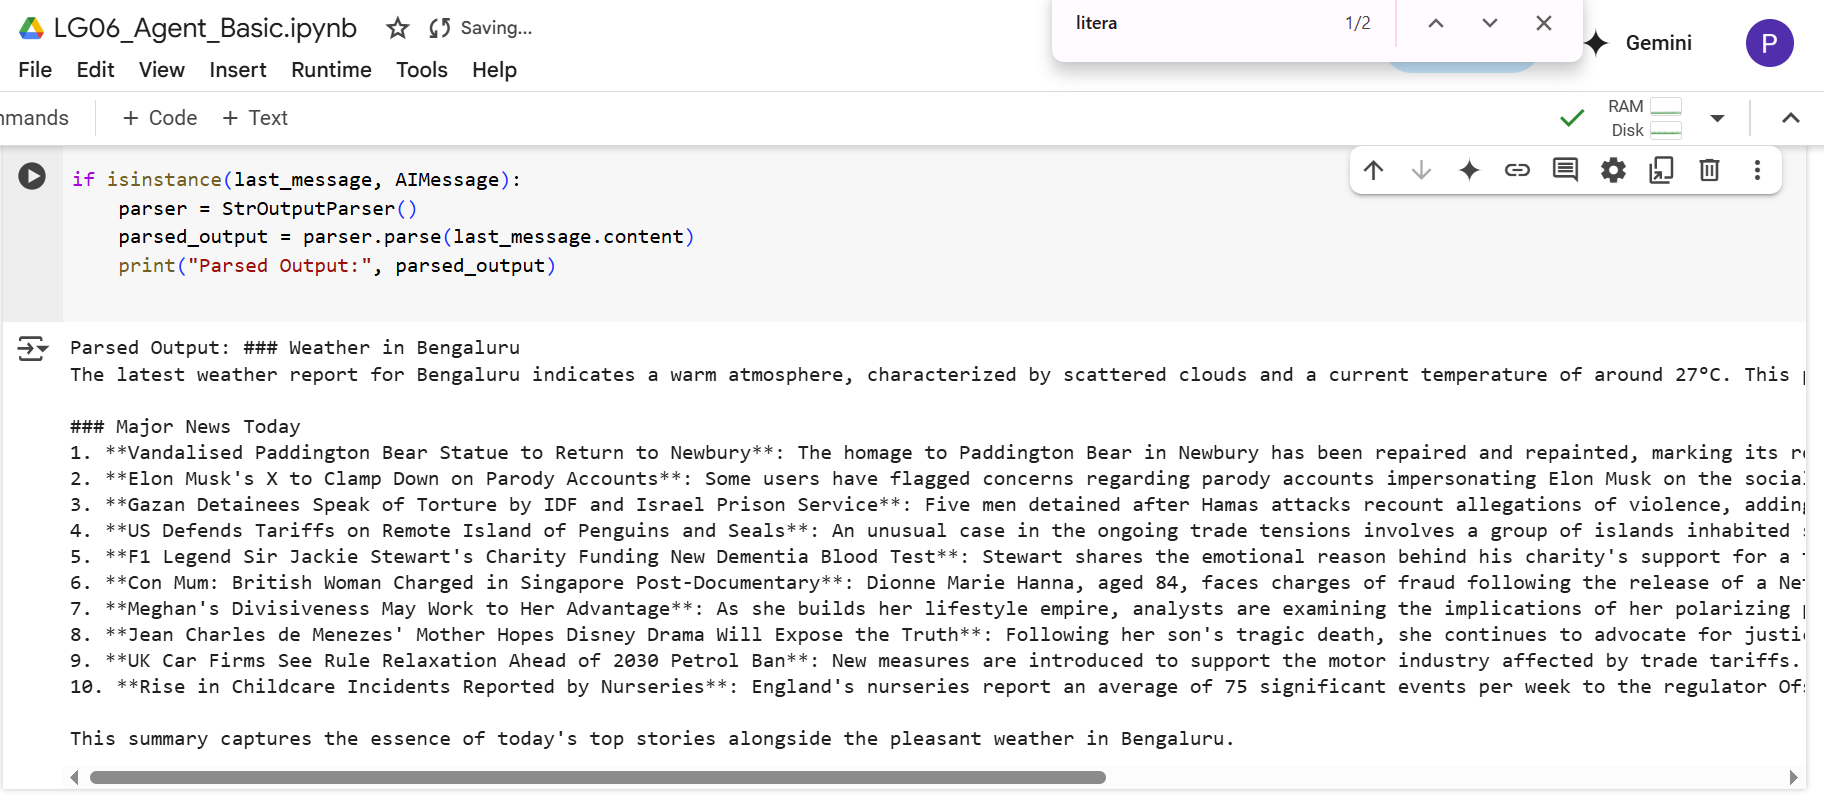 LG06_Agent_Basic.ipynb Saving...
litera 1/2
Gemini P
File Edit View Insert Runtime Tools Help
mmands + Code + Text
RAM
Disk
if isinstance(last_message, AIMessage):
    parser = StrOutputParser()
    parsed_output = parser.parse(last_message.content)
    print("Parsed Output:", parsed_output)
Parsed Output: ### Weather in Bengaluru
The latest weather report for Bengaluru indicates a warm atmosphere, characterized by scattered clouds and a current temperature of around 27°C. This
### Major News Today
1. **Vandalised Paddington Bear Statue to Return to Newbury**: The homage to Paddington Bear in Newbury has been repaired and repainted, marking its
2. **Elon Musk's X to Clamp Down on Parody Accounts**: Some users have flagged concerns regarding parody accounts impersonating Elon Musk on the social
3. **Gazan Detainees Speak of Torture by IDF and Israel Prison Service**: Five men detained after Hamas attacks recount allegations of violence, adding
4. **US Defends Tariffs on Remote Island of Penguins and Seals**: An unusual case in the ongoing trade tensions involves a group of islands inhabited
5. **F1 Legend Sir Jackie Stewart's Charity Funding New Dementia Blood Test**: Stewart shares the emotional reason behind his charity's support for a
6. **Con Mum: British Woman Charged in Singapore Post-Documentary**: Dionne Marie Hanna, aged 84, faces charges of fraud following the release of a
7. **Meghan's Divisiveness May Work to Her Advantage**: As she builds her lifestyle empire, analysts are examining the implications of her polarizing
8. **Jean Charles de Menezes' Mother Hopes Disney Drama Will Expose the Truth**: Following her son's tragic death, she continues to advocate for
9. **UK Car Firms See Rule Relaxation Ahead of 2030 Petrol Ban**: New measures are introduced to support the motor industry affected by trade tariffs.
10. **Rise in Childcare Incidents Reported by Nurseries**: England's nurseries report an average of 75 significant events per week to the regulator
This summary captures the essence of today's top stories alongside the pleasant weather in Bengaluru.